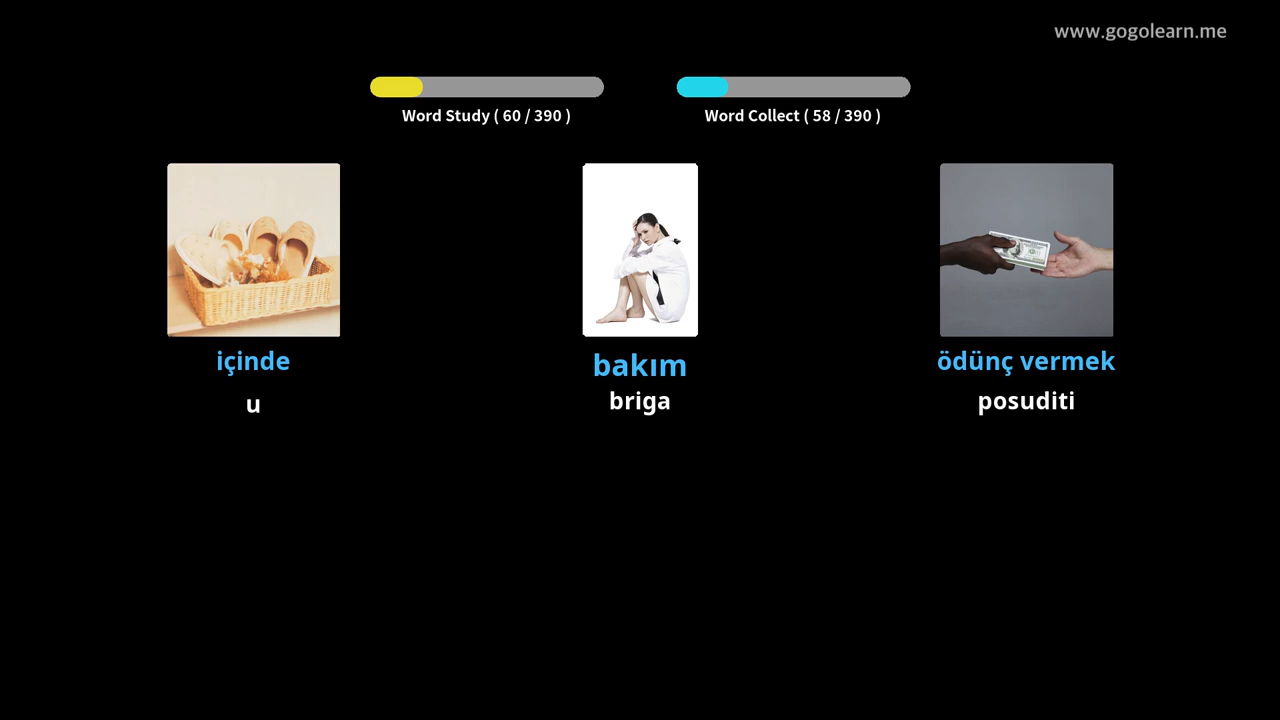 www.gogolearn.me
Word Study ( 60 / 390 )
Word Collect ( 58 / 390 )
içinde
bakım
ödünç vermek
u
briga
posuditi